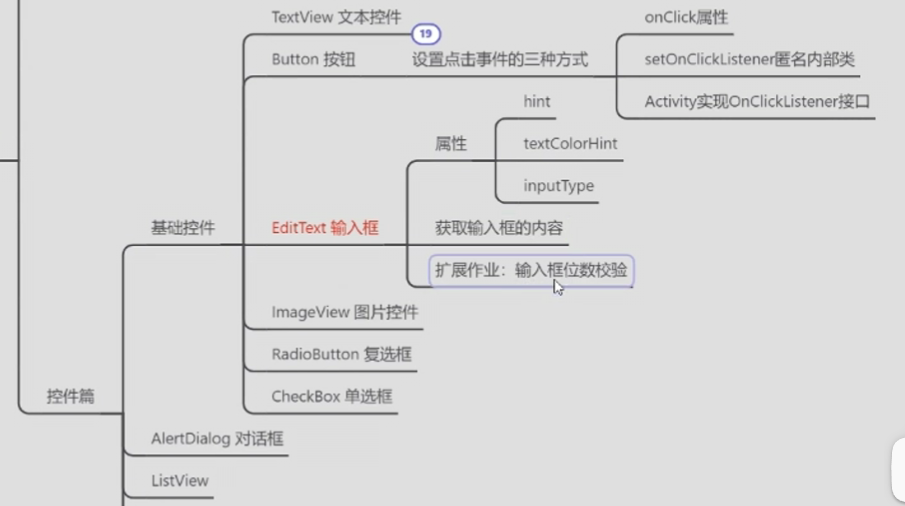 TextView 文本控件
19
onClick属性
Button 按钮
设置点击事件的三种方式
setOnClickListener匿名内部类
Activity实现OnClickListener接口
hint
属性
textColorHint
inputType
基础控件
EditText 输入框
获取输入框的内容
扩展作业：输入框位数校验
ImageView 图片控件
RadioButton 复选框
控件篇
CheckBox 单选框
AlertDialog 对话框
ListView